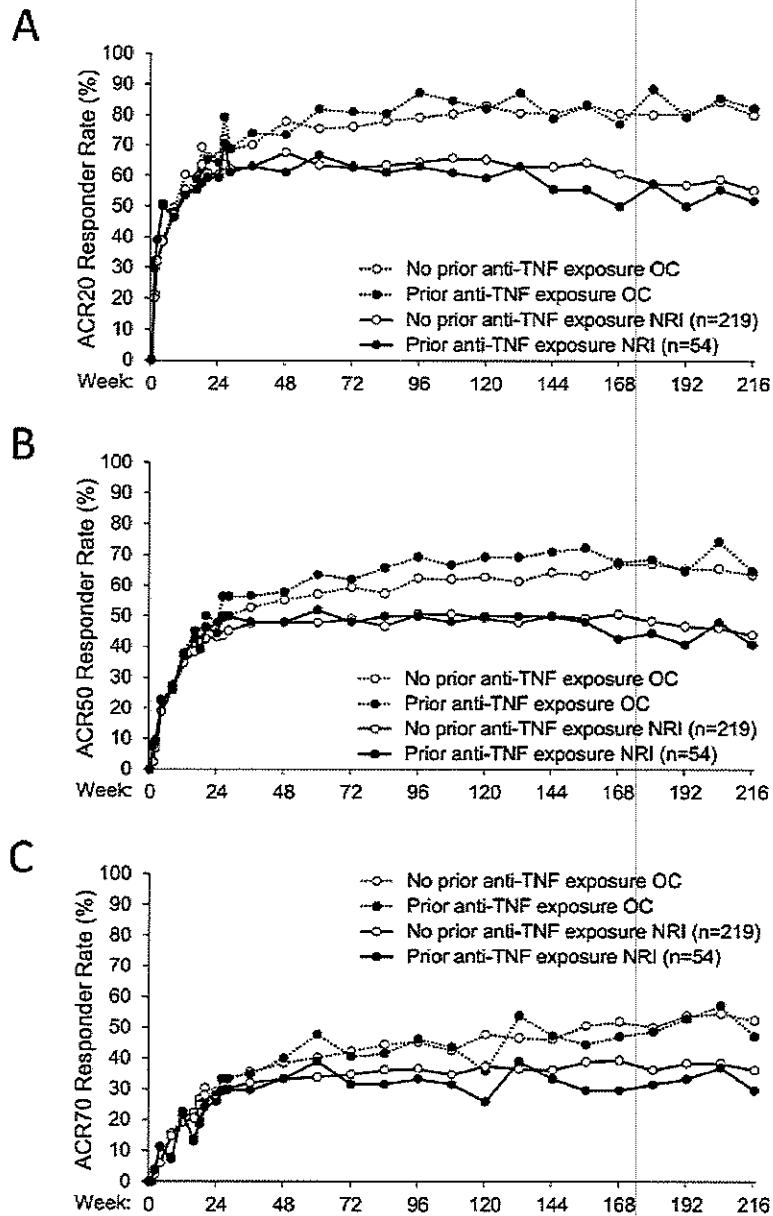 A
100
90
80
70
60
50
40
30
20
10
0
ACR20 Responder Rate (%)
No prior anti-TNF exposure OC
Prior anti-TNF exposure OC
No prior anti-TNF exposure NRI (n=219)
Prior anti-TNF exposure NRI (n=54)
Week: 0 24 48 72 96 120 144 168 192 216
B
100
90
80
70
60
50
40
30
20
10
0
ACR50 Responder Rate (%)
No prior anti-TNF exposure OC
Prior anti-TNF exposure OC
No prior anti-TNF exposure NRI (n=219)
Prior anti-TNF exposure NRI (n=54)
Week: 0 24 48 72 96 120 144 168 192 216
C
100
90
80
70
60
50
40
30
20
10
0
ACR70 Responder Rate (%)
No prior anti-TNF exposure OC
Prior anti-TNF exposure OC
No prior anti-TNF exposure NRI (n=219)
Prior anti-TNF exposure NRI (n=54)
Week: 0 24 48 72 96 120 144 168 192 216